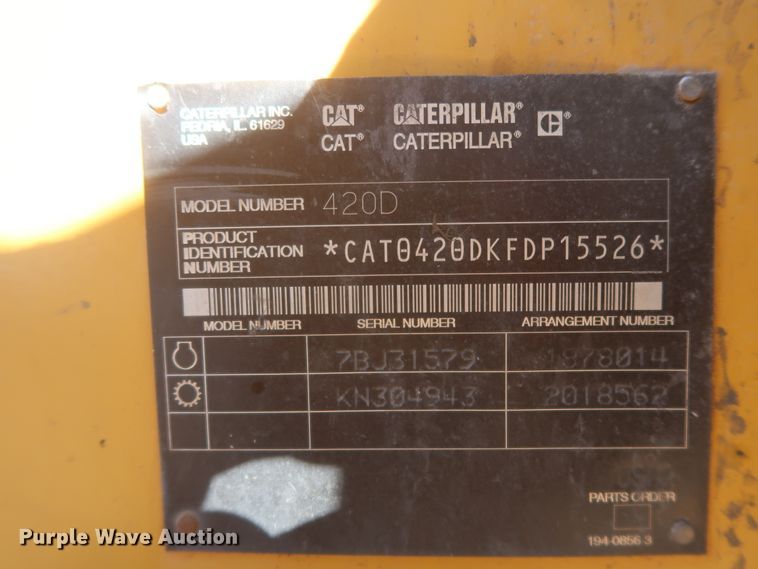 CATERPILLAR INC.
PEORIA, IL. 61629
USA
CAT® CATERPILLAR®
CAT® CATERPILLAR®
MODEL NUMBER 420D
PRODUCT IDENTIFICATION NUMBER *CAT0420DKFDP15526*
MODEL NUMBER SERIAL NUMBER ARRANGEMENT NUMBER
7BJ31579 1878014
KN304943 2018562
PARTS ORDER
194-0856 3
Purple Wave Auction